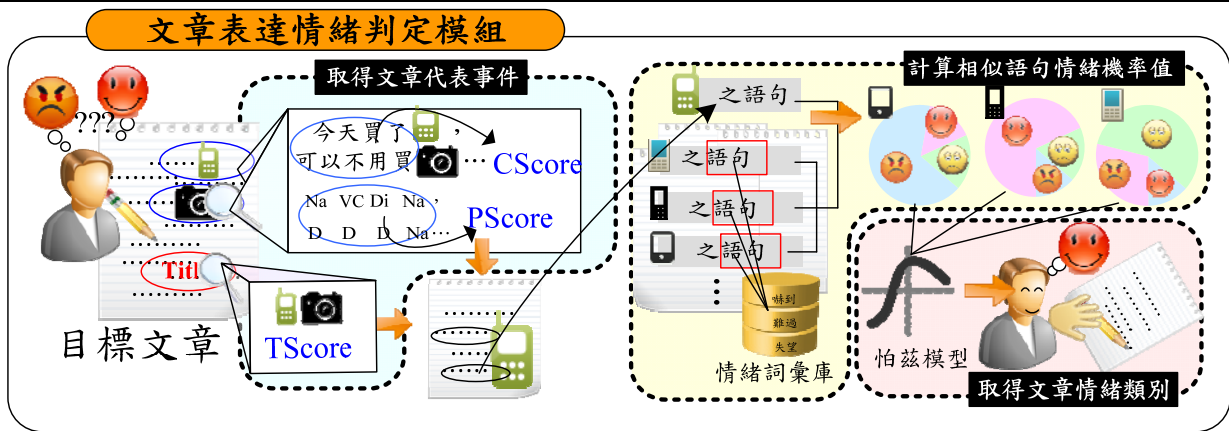 文章表達情緒判定模組
取得文章代表事件
???
今天買了 ,
可以不用買 ...
CScore
Na VC Di Na ,
D D D Na...
PScore
Titl
TScore
目標文章
之語句
之語句
之語句
之語句
嚇到
難過
失望
情緒詞彙庫
計算相似語句情緒機率值
怕茲模型
取得文章情緒類別